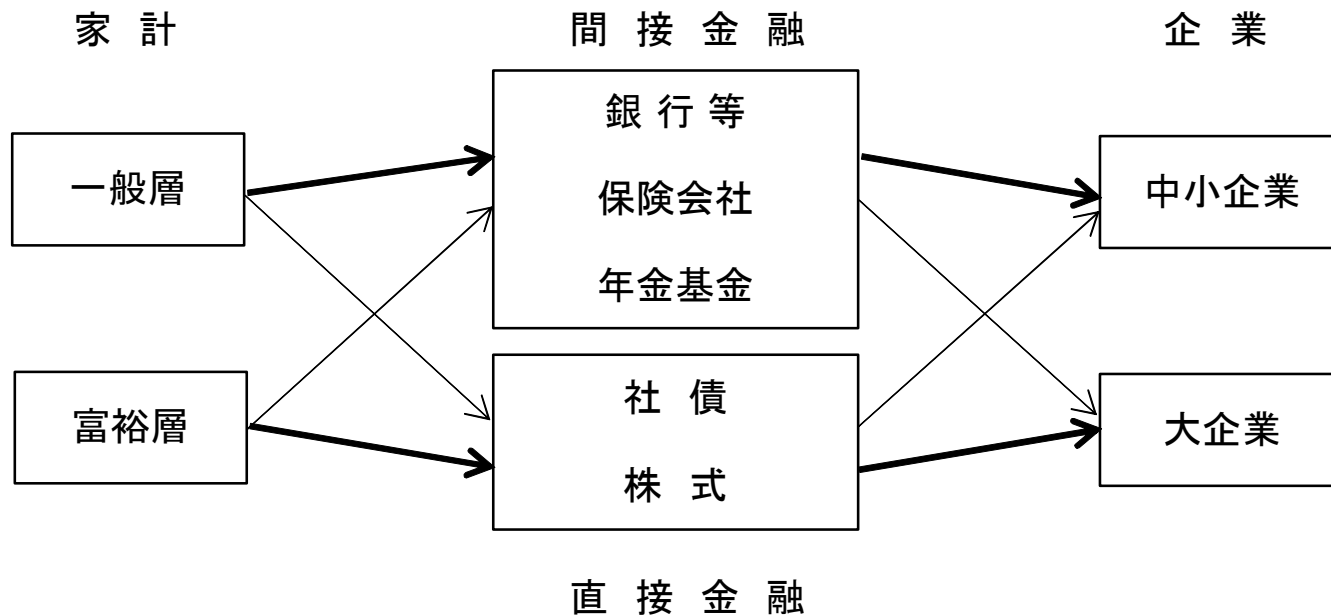 家計
間接金融
企業
銀行等
保険会社
年金基金
一般層
中小企業
富裕層
社債
株式
大企業
直接金融